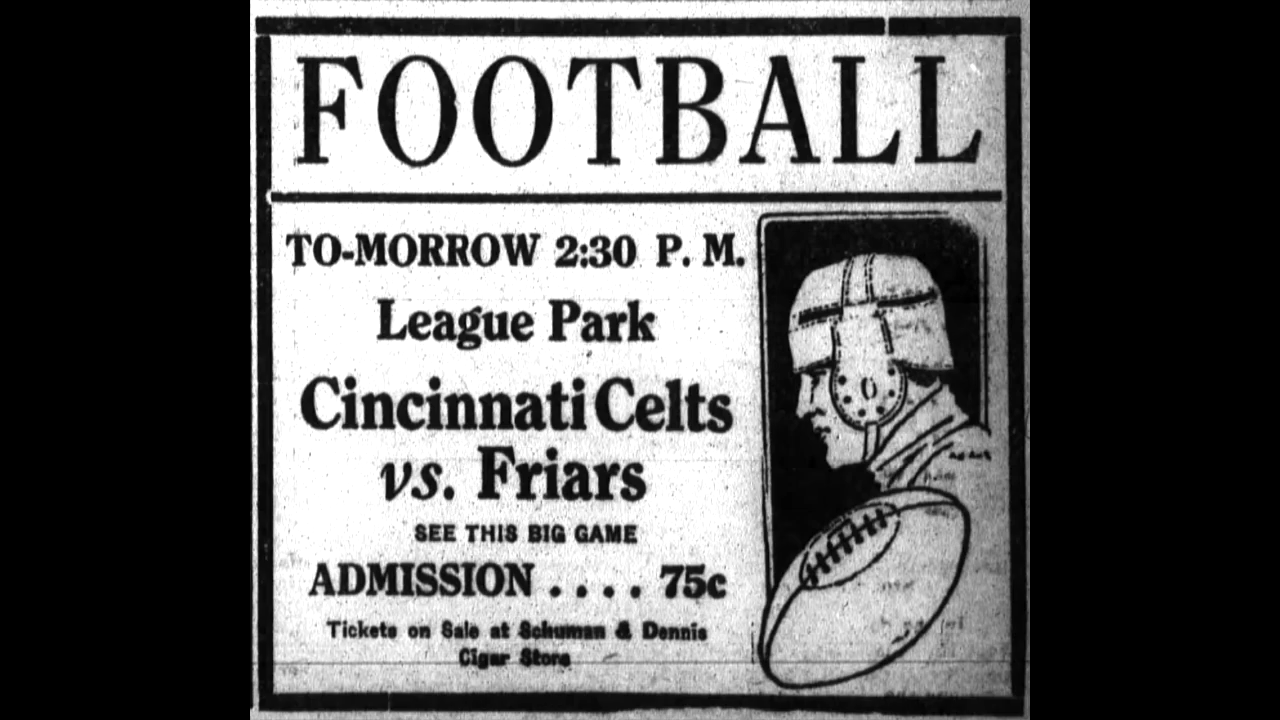 FOOTBALL
TO-MORROW 2:30 P. M.
League Park
Cincinnati Celts
vs. Friars
SEE THIS BIG GAME
ADMISSION . . . . 75c
Tickets on Sale at Schuman & Dennis
Cigar Store